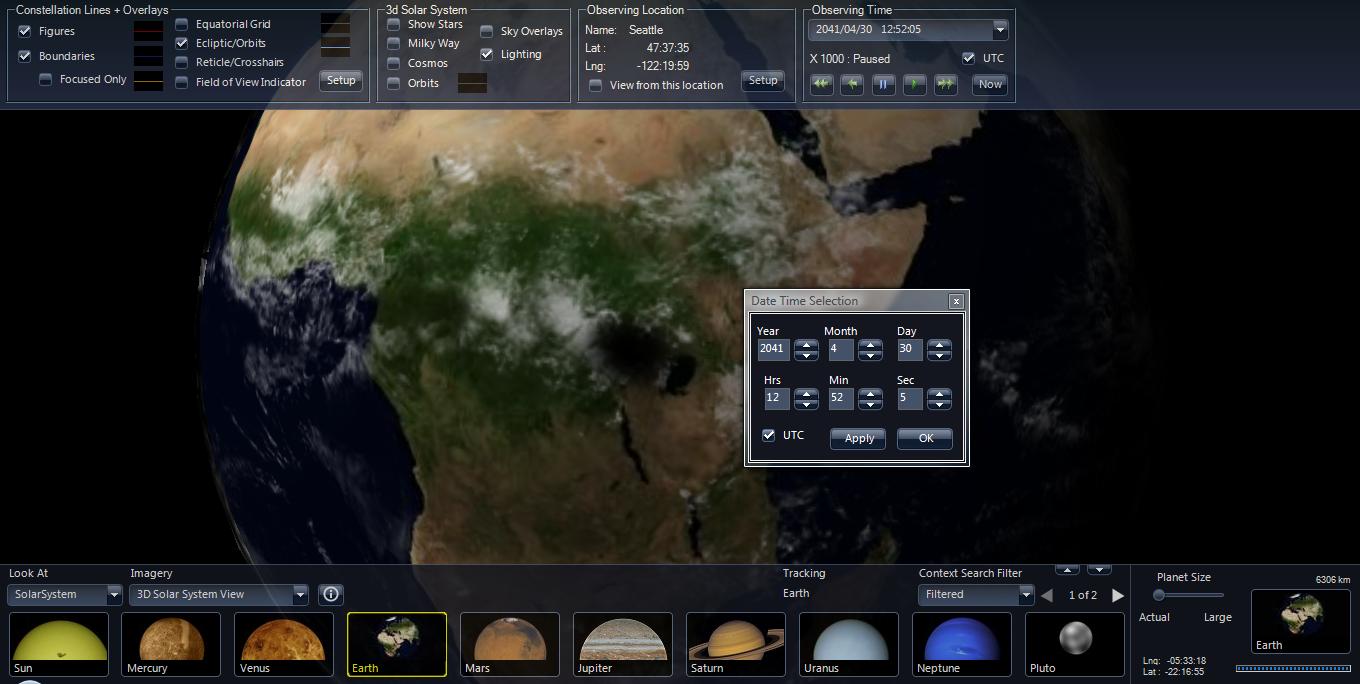 Constellation Lines + Overlays
Figures
Boundaries
Focused Only
Equatorial Grid
Ecliptic/Orbits
Reticle/Crosshairs
Field of View Indicator
Setup
3d Solar System
Show Stars
Milky Way
Cosmos
Orbits
Sky Overlays
Lighting
Observing Location
Name: Seattle
Lat : 47:37:35
Lng: -122:19:59
View from this location
Setup
Observing Time
2041/04/30 12:52:05
X 1000 : Paused
UTC
Now
Date Time Selection
x
Year Month Day
2041 4 30
Hrs Min Sec
12 52 5
UTC
Apply
OK
Look At
SolarSystem
Imagery
3D Solar System View
Tracking
Earth
Context Search Filter
Filtered
1 of 2
Sun
Mercury
Venus
Earth
Mars
Jupiter
Saturn
Uranus
Neptune
Pluto
Planet Size
Actual Large
6306 km
Earth
Lng: -05:33:18
Lat : -22:16:55